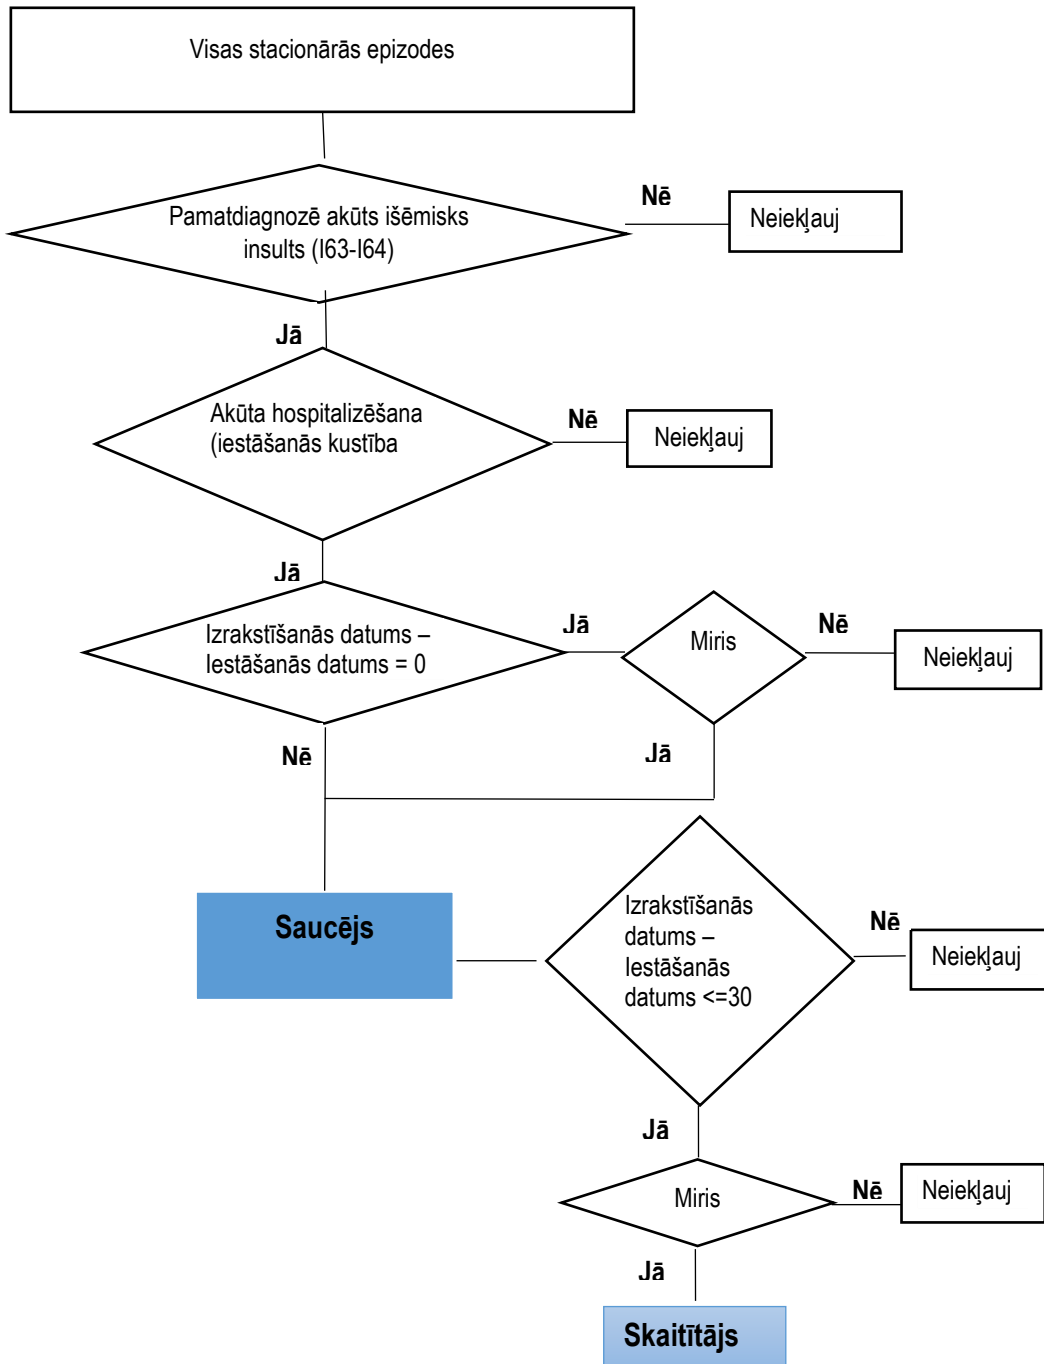 Visas stacionārās epizodes
Pamatdiagnozē akūts išēmisks
insults (I63-I64)
Nē
Neiekļauj
Jā
Akūta hospitalizēšana
(iestāšanās kustība
Nē
Neiekļauj
Jā
Izrakstīšanās datums –
Iestāšanās datums = 0
Jā
Miris
Nē
Neiekļauj
Nē
Jā
Saucējs
Izrakstīšanās
datums –
Iestāšanās
datums <=30
Nē
Neiekļauj
Jā
Miris
Nē
Neiekļauj
Jā
Skaitītājs